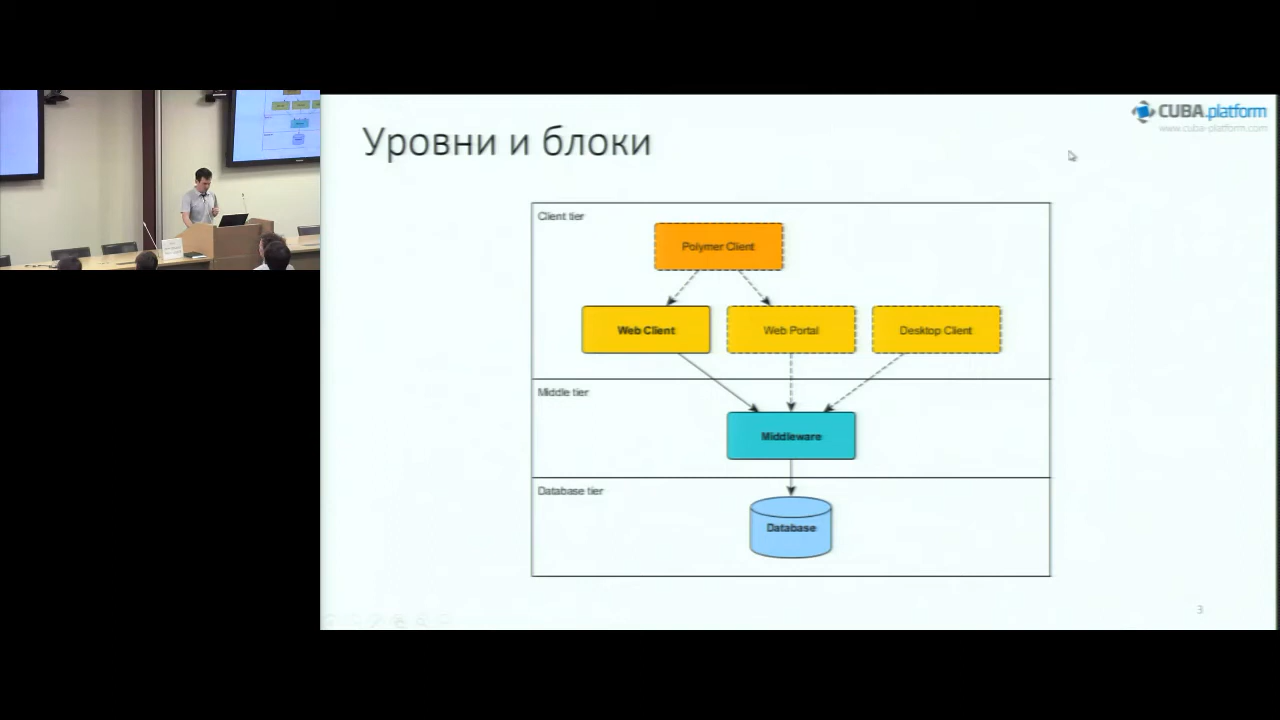 CUBA.platform
www.cuba-platform.com
Уровни и блоки
Client tier
Polymer Client
Web Client
Web Portal
Desktop Client
Middle tier
Middleware
Database tier
Database
3